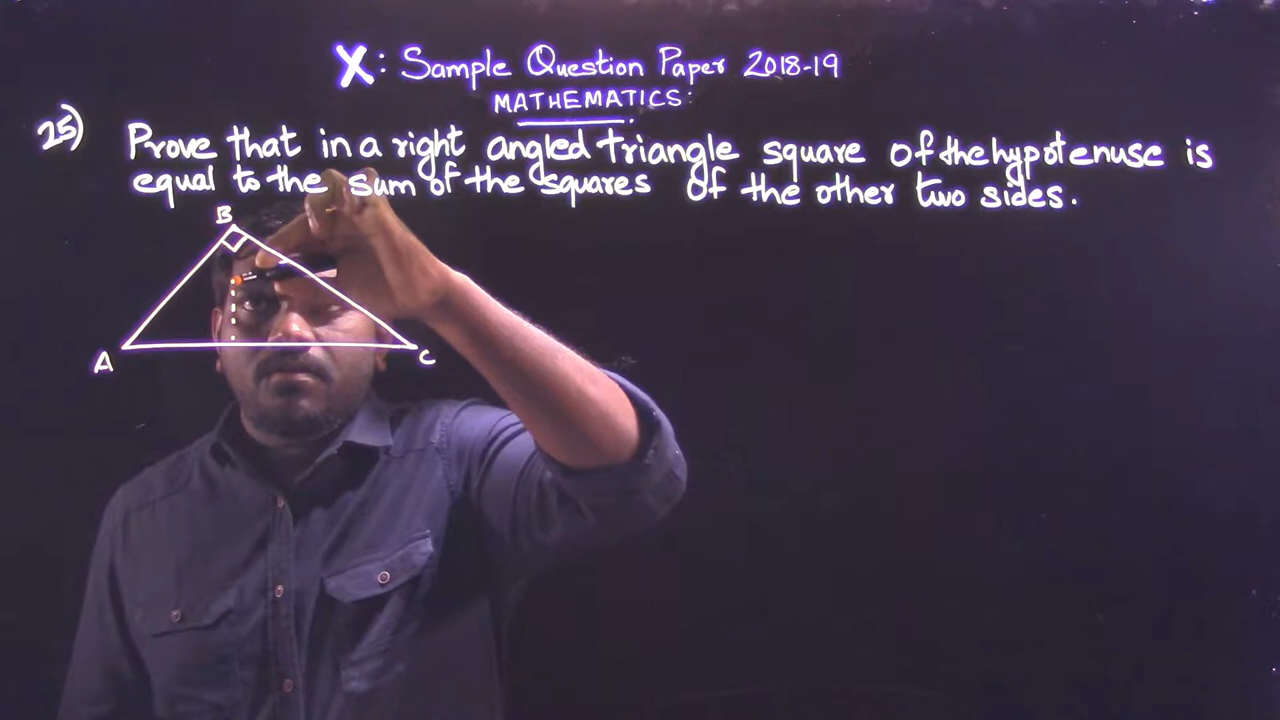 X: Sample Question Paper 2018-19
MATHEMATICS:
25) Prove that in a right angled triangle square of the hypotenuse is
equal to the sum of the squares of the other two sides.
B
A
C